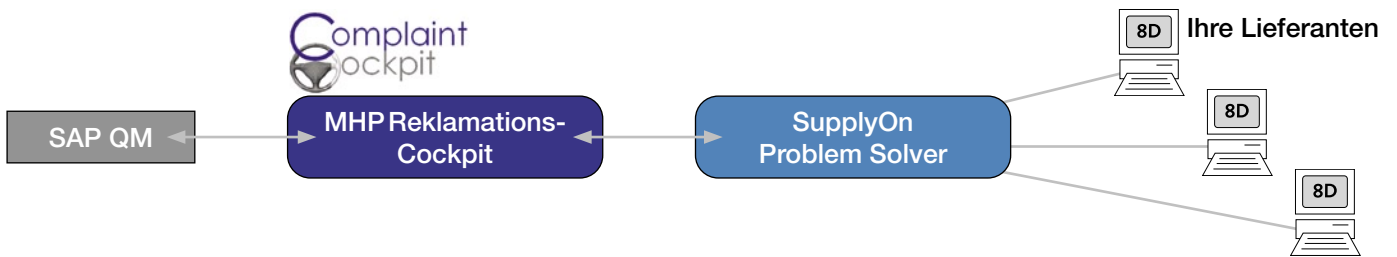 Complaint
Cockpit
8D
Ihre Lieferanten
SAP QM
MHP Reklamations-
Cockpit
SupplyOn
Problem Solver
8D
8D